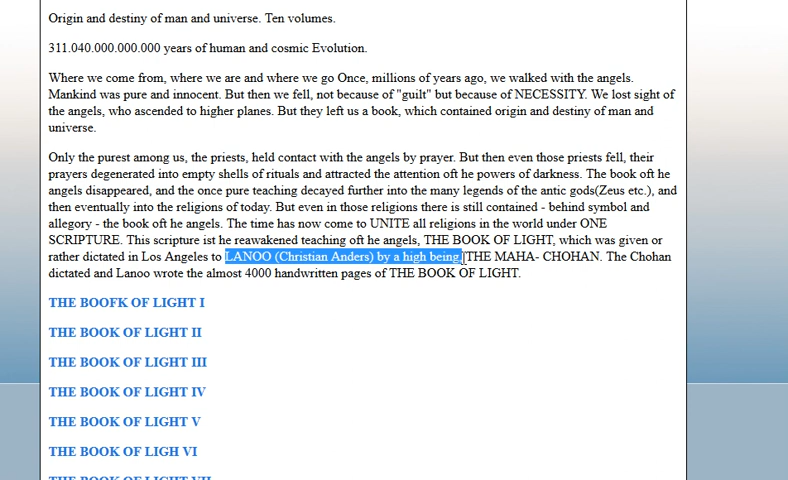 Origin and destiny of man and universe. Ten volumes.
311.040.000.000.000 years of human and cosmic Evolution.
Where we come from, where we are and where we go Once, millions of years ago, we walked with the angels.
Mankind was pure and innocent. But then we fell, not because of "guilt" but because of NECESSITY. We lost sight of
the angels, who ascended to higher planes. But they left us a book, which contained origin and destiny of man and
universe.
Only the purest among us, the priests, held contact with the angels by prayer. But then even those priests fell, their
prayers degenerated into empty shells of rituals and attracted the attention oft he powers of darkness. The book oft he
angels disappeared, and the once pure teaching decayed further into the many legends of the antic gods(Zeus etc.), and
then eventually into the religions of today. But even in those religions there is still contained - behind symbol and
allegory - the book oft he angels. The time has now come to UNITE all religions in the world under ONE
SCRIPTURE. This scripture ist he reawakened teaching oft he angels, THE BOOK OF LIGHT, which was given or
rather dictated in Los Angeles to LANOO (Christian Anders) by a high being, THE MAHA- CHOHAN. The Chohan
dictated and Lanoo wrote the almost 4000 handwritten pages of THE BOOK OF LIGHT.
THE BOOFK OF LIGHT I
THE BOOK OF LIGHT II
THE BOOK OF LIGHT III
THE BOOK OF LIGHT IV
THE BOOK OF LIGHT V
THE BOOK OF LIGH VI
THE BOOK OF LIGHT VII